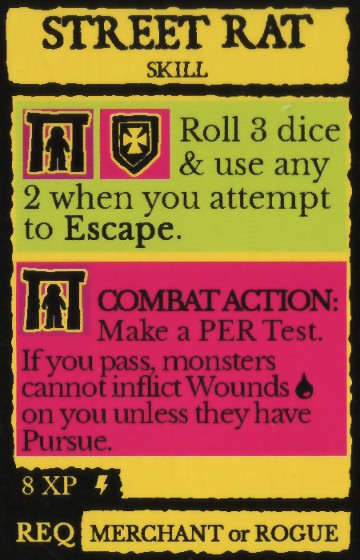 STREET RAT
SKILL
Roll 3 dice
& use any
2 when you attempt
to Escape.
COMBAT ACTION:
Make a PER Test.
If you pass, monsters
cannot inflict Wounds
on you unless they have
Pursue.
8 XP
REQ MERCHANT or ROGUE